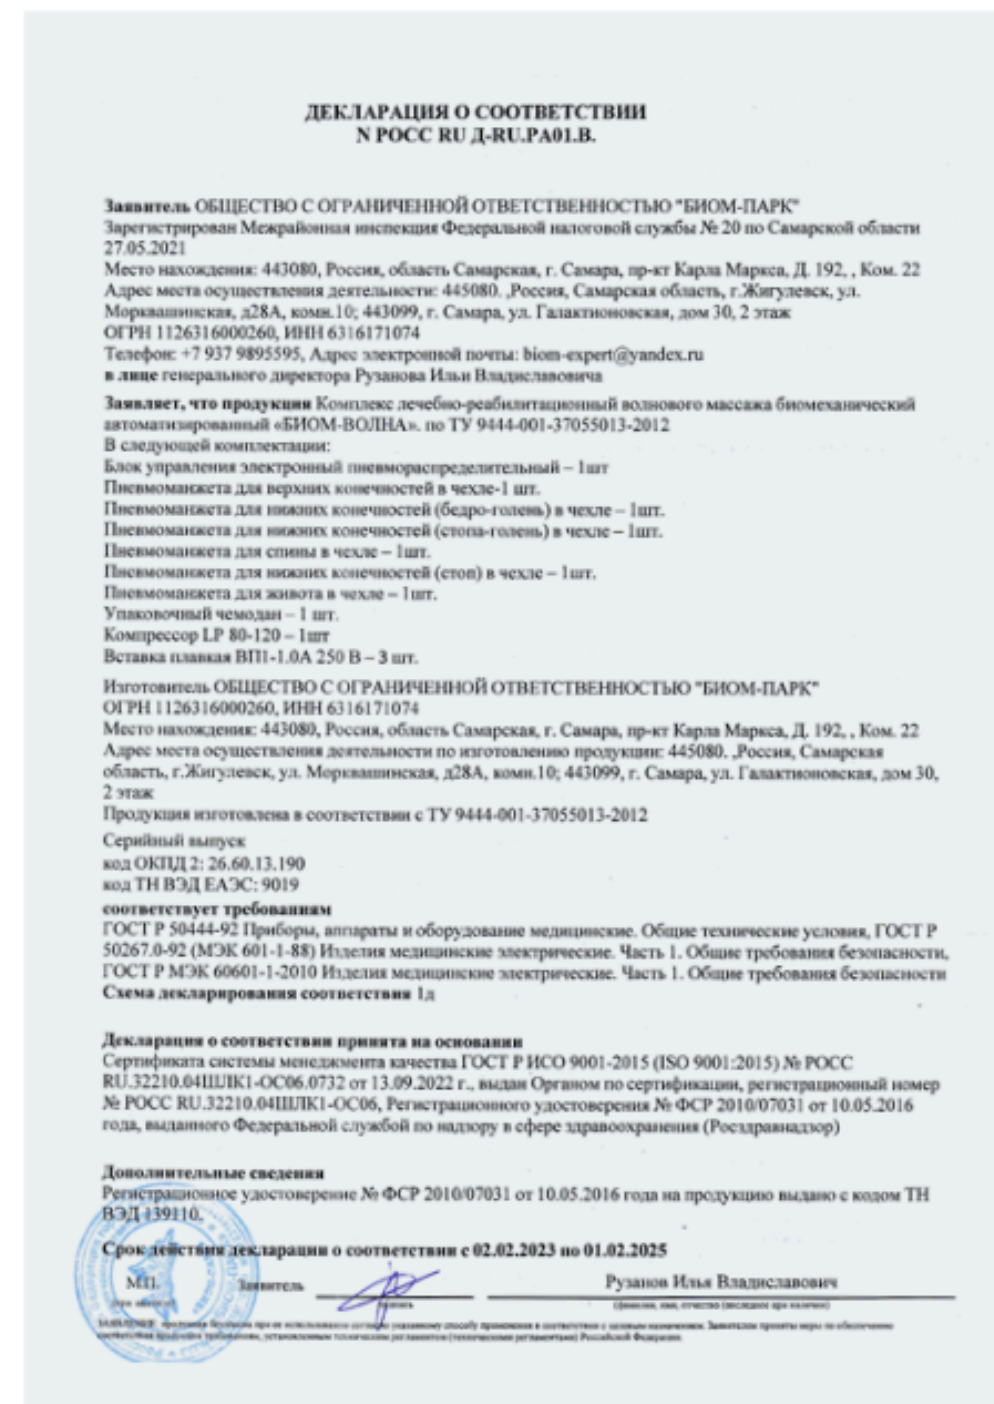 ДЕКЛАРАЦИЯ О СООТВЕТСТВИИ
N РОСС RU Д-RU.РА01.В.
Заявитель ОБЩЕСТВО С ОГРАНИЧЕННОЙ ОТВЕТСТВЕННОСТЬЮ "БИОМ-ПАРК"
Зарегистрирован Межрайонная инспекция Федеральной налоговой службы № 20 по Самарской области
27.05.2021
Место нахождения: 443080, Россия, область Самарская, г. Самара, пр-кт Карла Маркса, Д. 192, , Ком. 22
Адрес места осуществления деятельности: 445080. ,Россия, Самарская область, г.Жигулевск, ул.
Морквашинская, д28А, комн.10; 443099, г. Самара, ул. Галактионовская, дом 30, 2 этаж
ОГРН 1126316000260, ИНН 6316171074
Телефон: +7 937 9895595, Адрес электронной почты: biom-expert@yandex.ru
в лице генерального директора Рузанова Ильи Владиславовича
Заявляет, что продукция Комплекс лечебно-реабилитационный волнового массажа биомеханический
автоматизированный «БИОМ-ВОЛНА». по ТУ 9444-001-37055013-2012
В следующей комплектации:
Блок управления электронный пневмораспределительный – 1шт
Пневмоманжета для верхних конечностей в чехле-1 шт.
Пневмоманжета для нижних конечностей (бедро-голень) в чехле – 1шт.
Пневмоманжета для нижних конечностей (стопа-голень) в чехле – 1шт.
Пневмоманжета для спины в чехле – 1шт.
Пневмоманжета для нижних конечностей (стоп) в чехле – 1шт.
Пневмоманжета для живота в чехле – 1шт.
Упаковочный чемодан – 1 шт.
Компрессор LP 80-120 – 1шт
Вставка плавкая ВП1-1.0А 250 В – 3 шт.
Изготовитель ОБЩЕСТВО С ОГРАНИЧЕННОЙ ОТВЕТСТВЕННОСТЬЮ "БИОМ-ПАРК"
ОГРН 1126316000260, ИНН 6316171074
Место нахождения: 443080, Россия, область Самарская, г. Самара, пр-кт Карла Маркса, Д. 192, , Ком. 22
Адрес места осуществления деятельности по изготовлению продукции: 445080. ,Россия, Самарская
область, г.Жигулевск, ул. Морквашинская, д28А, комн.10; 443099, г. Самара, ул. Галактионовская, дом 30,
2 этаж
Продукция изготовлена в соответствии с ТУ 9444-001-37055013-2012
Серийный выпуск
код ОКПД 2: 26.60.13.190
код ТН ВЭД ЕАЭС: 9019
соответствует требованиям
ГОСТ Р 50444-92 Приборы, аппараты и оборудование медицинские. Общие технические условия, ГОСТ Р
50267.0-92 (МЭК 601-1-88) Изделия медицинские электрические. Часть 1. Общие требования безопасности,
ГОСТ Р МЭК 60601-1-2010 Изделия медицинские электрические. Часть 1. Общие требования безопасности
Схема декларирования соответствия 1д
Декларация о соответствии принята на основании
Сертификата системы менеджмента качества ГОСТ Р ИСО 9001-2015 (ISO 9001:2015) № РОСС
RU.32210.04ШЛК1-ОС06.0732 от 13.09.2022 г., выдан Органом по сертификации, регистрационный номер
№ РОСС RU.32210.04ШЛК1-ОС06, Регистрационного удостоверения № ФСР 2010/07031 от 10.05.2016
года, выданного Федеральной службой по надзору в сфере здравоохранения (Росздравнадзор)
Дополнительные сведения
Регистрационное удостоверение № ФСР 2010/07031 от 10.05.2016 года на продукцию выдано с кодом ТН
ВЭД 139110.
Срок действия декларации о соответствии с 02.02.2023 по 01.02.2025
М.П. Заявитель Рузанов Илья Владиславович
подпись (фамилия, имя, отчество (последнее при наличии)